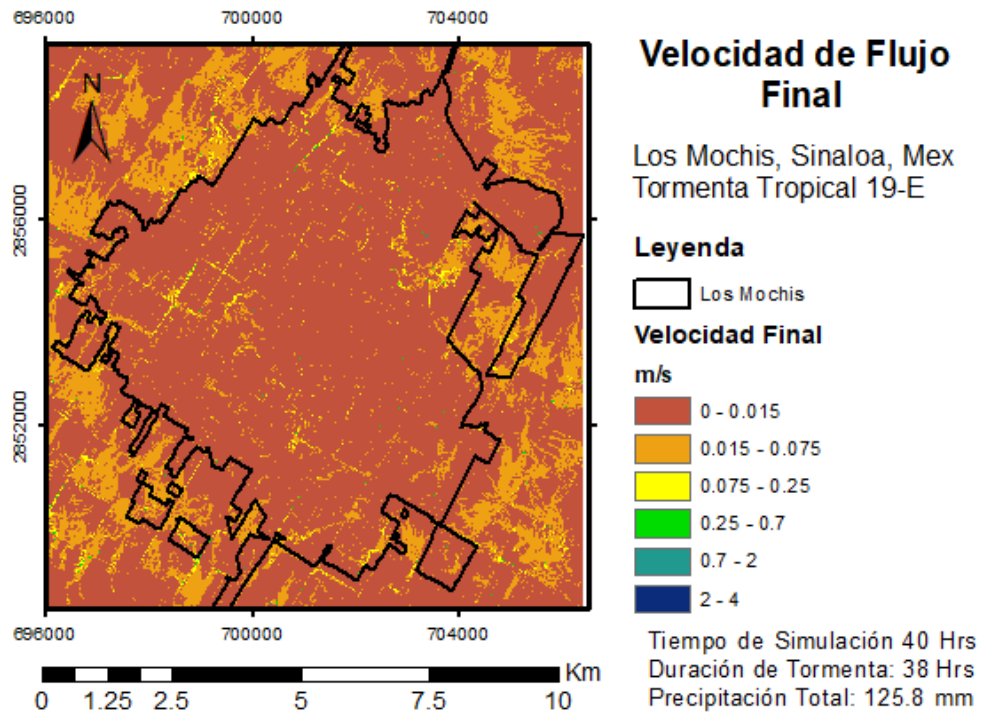 696000 700000 704000
N
2856000
2852000
696000 700000 704000
Km
0 1.25 2.5 5 7.5 10
Velocidad de Flujo
Final
Los Mochis, Sinaloa, Mex
Tormenta Tropical 19-E
Leyenda
Los Mochis
Velocidad Final
m/s
0 - 0.015
0.015 - 0.075
0.075 - 0.25
0.25 - 0.7
0.7 - 2
2 - 4
Tiempo de Simulación 40 Hrs
Duración de Tormenta: 38 Hrs
Precipitación Total: 125.8 mm